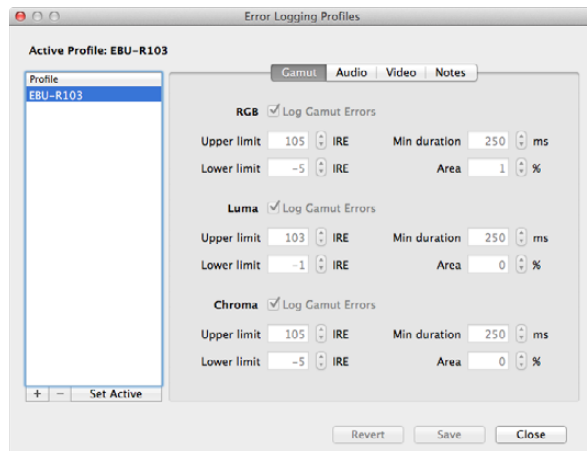 Error Logging Profiles
Active Profile: EBU-R103
Profile
EBU-R103
Gamut Audio Video Notes
RGB Log Gamut Errors
Upper limit 105 IRE Min duration 250 ms
Lower limit -5 IRE Area 1 %
Luma Log Gamut Errors
Upper limit 103 IRE Min duration 250 ms
Lower limit -1 IRE Area 0 %
Chroma Log Gamut Errors
Upper limit 105 IRE Min duration 250 ms
Lower limit -5 IRE Area 0 %
+ - Set Active
Revert Save Close